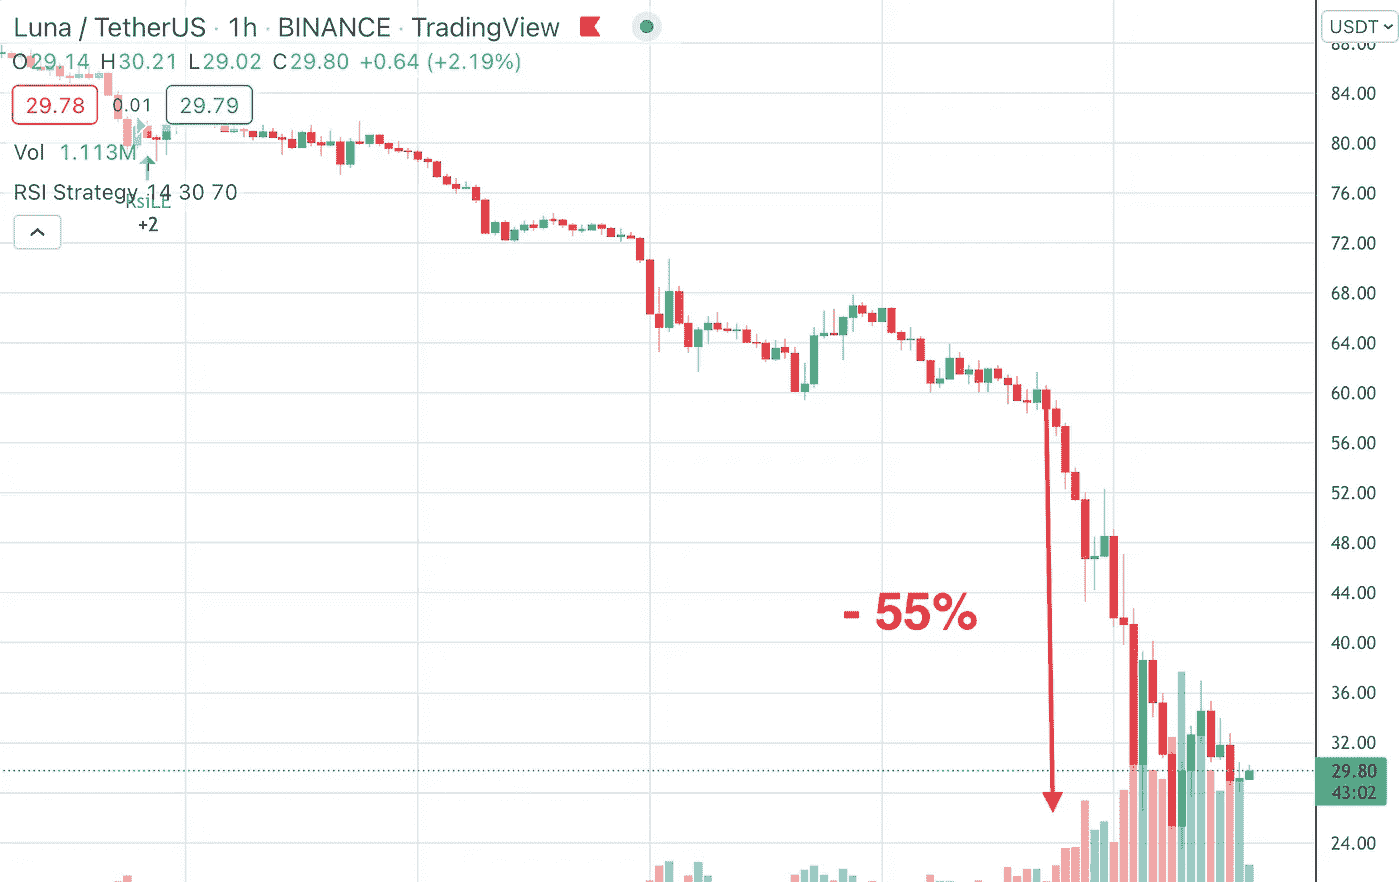 Luna / TetherUS · 1h · BINANCE · TradingView
USDT
O29.14 H30.21 L29.02 C29.80 +0.64 (+2.19%)
29.78 0.01 29.79
Vol 1.113M
RSI Strategy 14 30 70
RsiLE
+2
- 55%
88.00
84.00
80.00
76.00
72.00
68.00
64.00
60.00
56.00
52.00
48.00
44.00
40.00
36.00
32.00
29.80
43:02
24.00